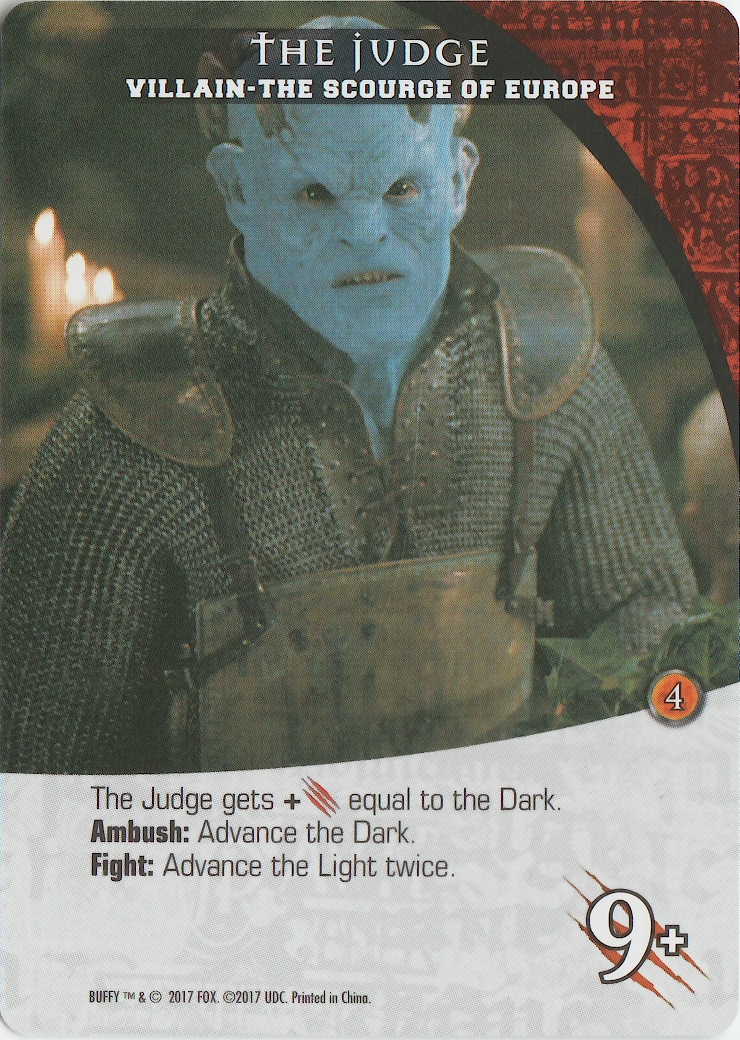 THE JUDGE
VILLAIN-THE SCOURGE OF EUROPE
4
The Judge gets + equal to the Dark.
Ambush: Advance the Dark.
Fight: Advance the Light twice.
9+
BUFFY ™ & © 2017 FOX. ©2017 UDC. Printed in China.